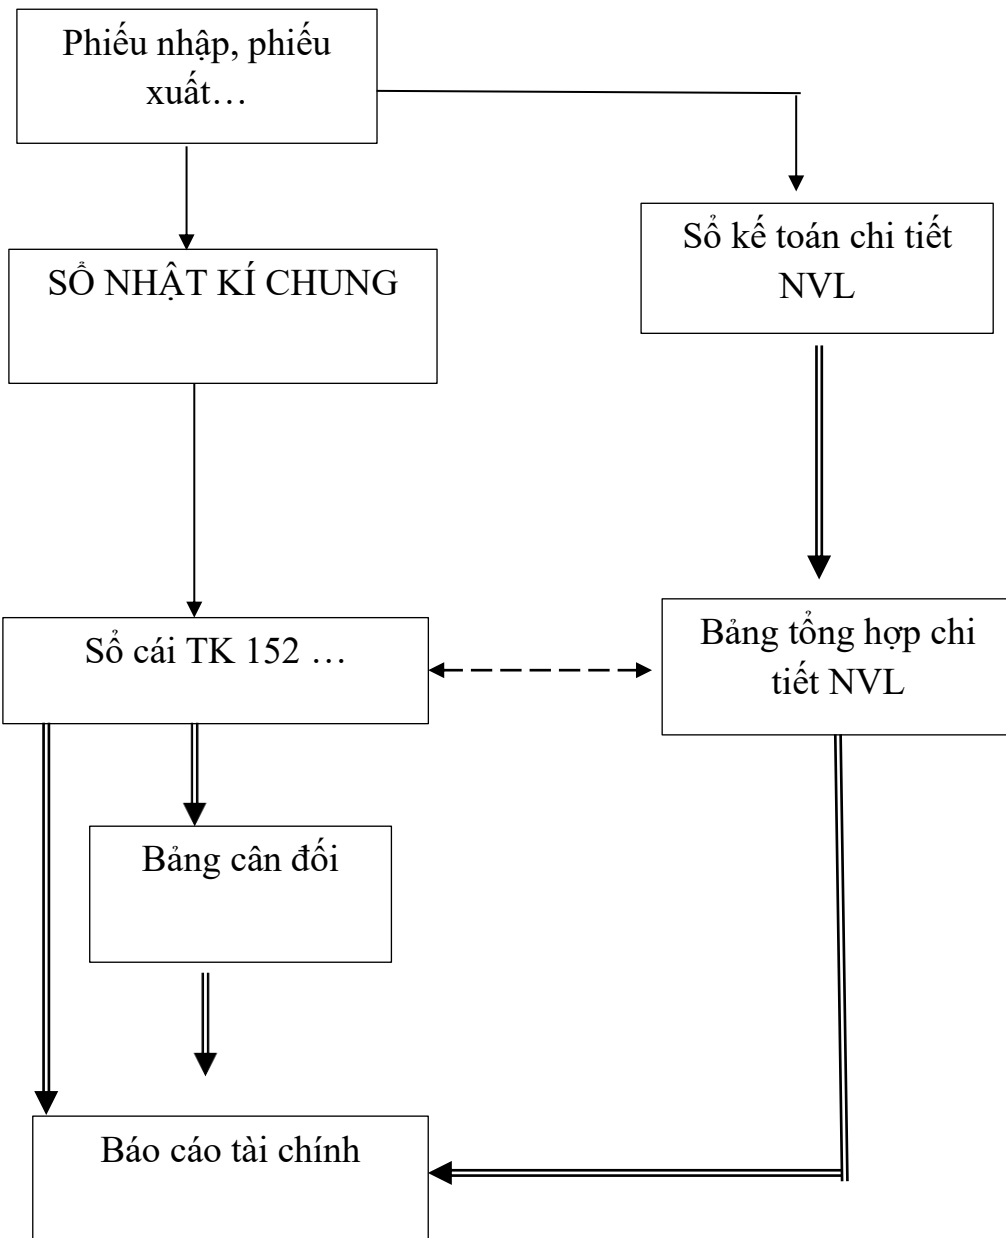 Phiếu nhập, phiếu
xuất…
SỔ NHẬT KÍ CHUNG
Sổ kế toán chi tiết
NVL
Sổ cái TK 152 …
Bảng tổng hợp chi
tiết NVL
Bảng cân đối
Báo cáo tài chính